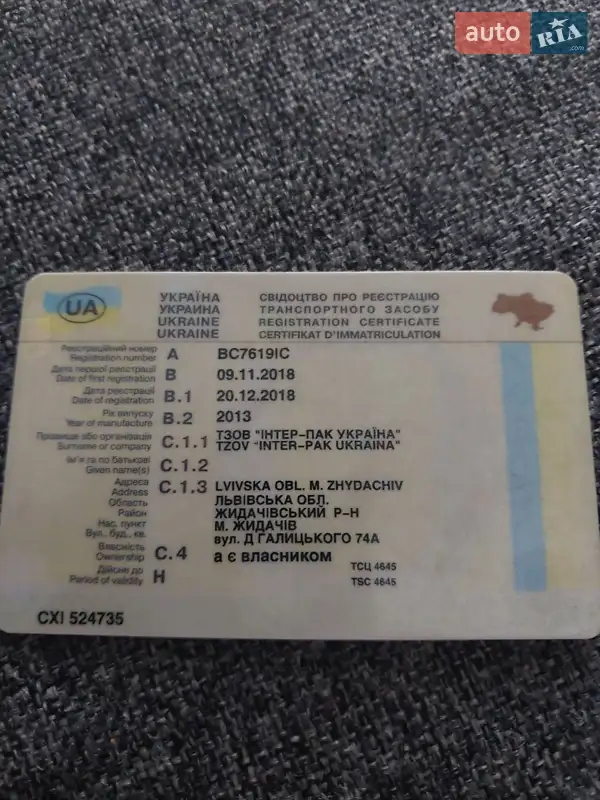 auto RIA .com
УКРАЇНА
УКРАИНА
UKRAINE
UKRAINE
СВІДОЦТВО ПРО РЕЄСТРАЦІЮ
ТРАНСПОРТНОГО ЗАСОБУ
REGISTRATION CERTIFICATE
CERTIFIKAT D'IMMATRICULATION
UA
Реєстраційний номер
Registration number A BC7619IC
Дата першої реєстрації
Date of first registration B 09.11.2018
Дата реєстрації
Date of registration B.1 20.12.2018
Рік випуску
Year of manufacture B.2 2013
Прізвище або організація
Surname or company C.1.1 ТЗОВ "ІНТЕР-ПАК УКРАЇНА"
TZOV "INTER-PAK UKRAINA"
Ім'я та по батькові
Given name(s) C.1.2
Адреса
Address C.1.3 LVIVSKA OBL. M. ZHYDACHIV
Область ЛЬВІВСЬКА ОБЛ.
Район ЖИДАЧІВСЬКИЙ Р-Н
Нас. пункт М. ЖИДАЧІВ
Вул., буд., кв. вул. Д ГАЛИЦЬКОГО 74А
Власність
Ownership C.4 а є власником
Дійсне до
Period of validity H
ТСЦ 4645
TSC 4645
CXI 524735